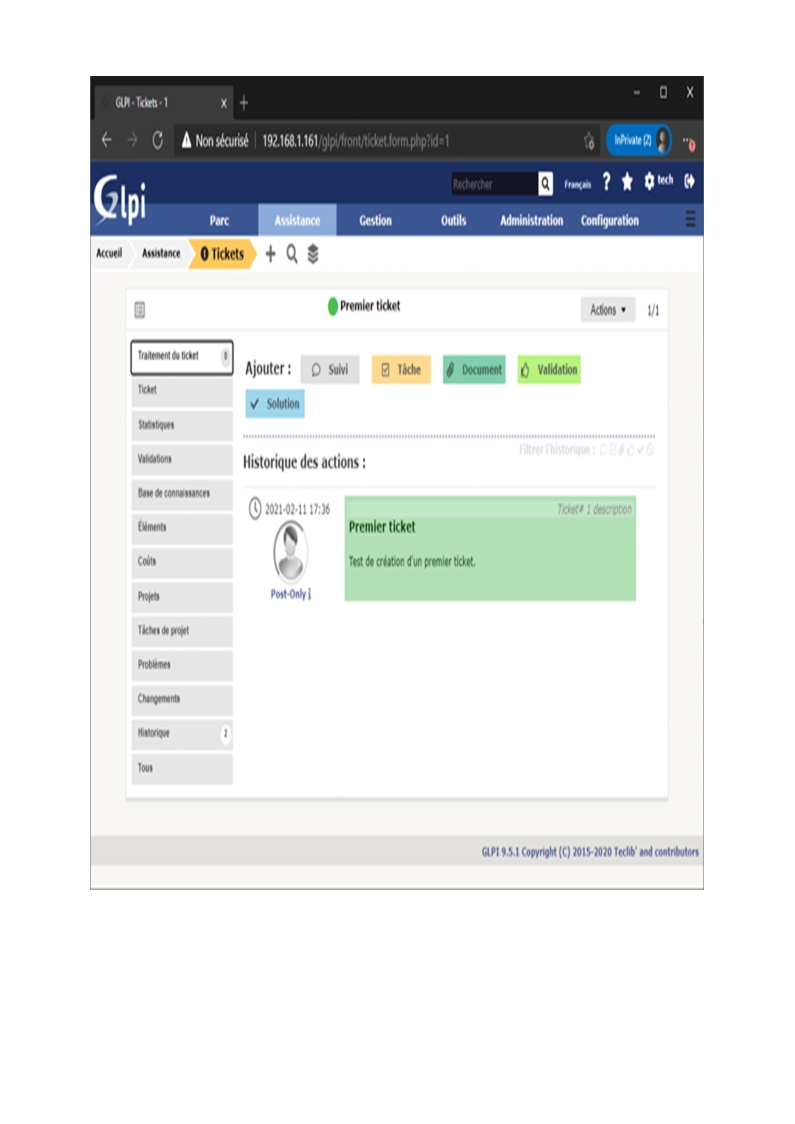 GLPI - Tickets - 1
Non sécurisé 192.168.1.161/glpi/front/ticket.form.php?id=1 InPrivate (2)
Glpi
Rechercher Français ? tech
Parc Assistance Gestion Outils Administration Configuration
Accueil Assistance Tickets
Premier ticket Actions 1/1
Traitement du ticket 0
Ticket
Statistiques
Validations
Base de connaissances
Éléments
Coûts
Projets
Tâches de projet
Problèmes
Changements
Historique 2
Tous
Ajouter : Suivi Tâche Document Validation
Solution
Filtrer l'historique :
Historique des actions :
2021-02-11 17:36
Post-Only
Ticket# 1 description
Premier ticket
Test de création d'un premier ticket.
GLPI 9.5.1 Copyright (C) 2015-2020 Teclib' and contributors